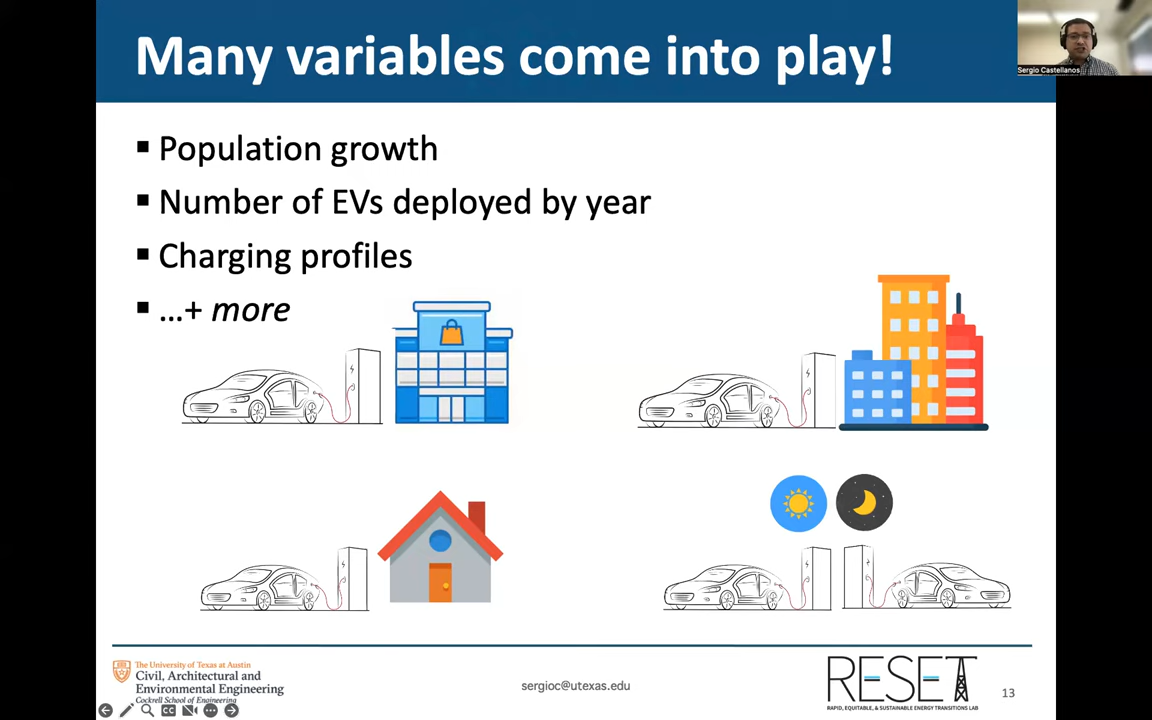 Many variables come into play!
Sergio Castellanos
▪ Population growth
▪ Number of EVs deployed by year
▪ Charging profiles
▪ …+ more
The University of Texas at Austin
Civil, Architectural and
Environmental Engineering
Cockrell School of Engineering
sergioc@utexas.edu
RESET
RAPID, EQUITABLE, & SUSTAINABLE ENERGY TRANSITIONS LAB
13
CC